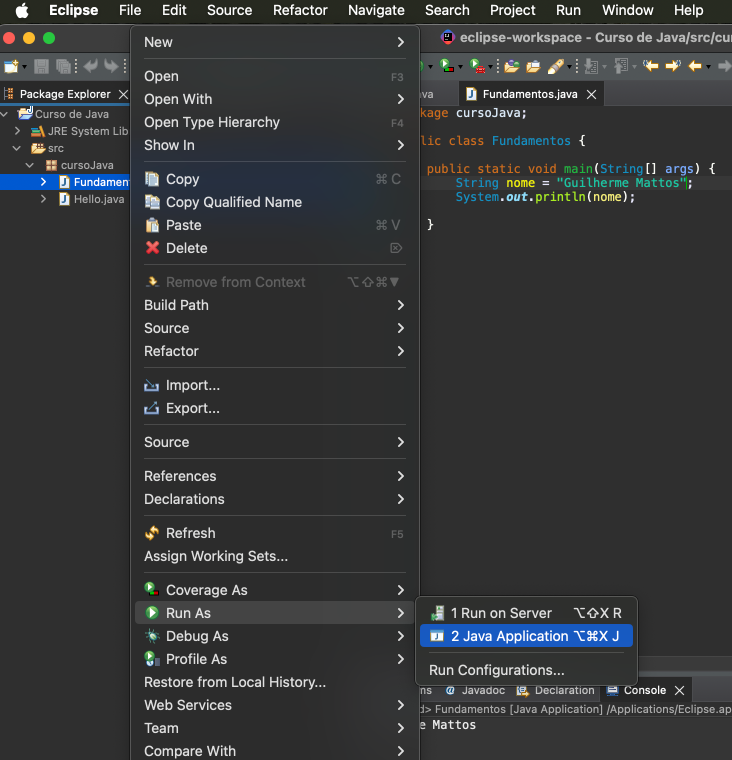 Eclipse File Edit Source Refactor Navigate Search Project Run Window Help
eclipse-workspace - Curso de Java/src/cur
Package Explorer
Curso de Java
JRE System Lib
src
cursoJava
Fundamen
Hello.java
New
Open F3
Open With
Open Type Hierarchy F4
Show In
Copy ⌘ C
Copy Qualified Name
Paste ⌘ V
Delete ⌦
Remove from Context ⌥⇧⌘▼
Build Path
Source
Refactor
Import...
Export...
Source
References
Declarations
Refresh F5
Assign Working Sets...
Coverage As
Run As
Debug As
Profile As
Restore from Local History...
Web Services
Team
Compare With
1 Run on Server ⌥⇧X R
2 Java Application ⌥⌘X J
Run Configurations...
va
Fundamentos.java
kage cursoJava;
lic class Fundamentos {
public static void main(String[] args) {
String nome = "Guilherme Mattos";
System.out.println(nome);
}
ms @ Javadoc Declaration Console
d> Fundamentos [Java Application] /Applications/Eclipse.ap
e Mattos